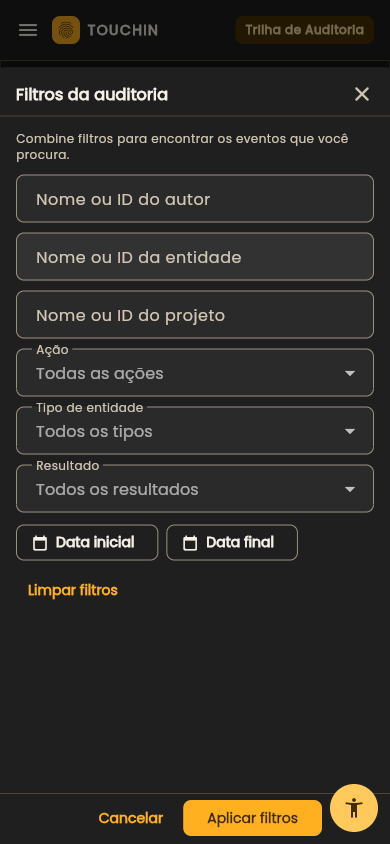 TOUCHIN
Trilha de Auditoria
Filtros da auditoria
Combine filtros para encontrar os eventos que você
procura.
Nome ou ID do autor
Nome ou ID da entidade
Nome ou ID do projeto
Ação
Todas as ações
Tipo de entidade
Todos os tipos
Resultado
Todos os resultados
Data inicial
Data final
Limpar filtros
Cancelar
Aplicar filtros